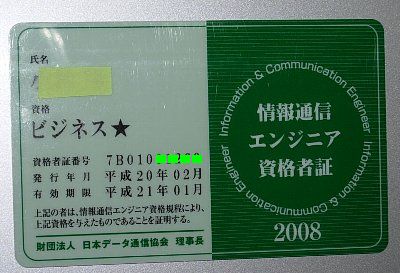 氏名
資格
ビジネス★
資格者証番号 7B010
発行年月 平成20年02月
有効期限 平成21年01月
上記の者は、情報通信エンジニア資格規程により、
上記資格を与えたものであることを証明する。
財団法人 日本データ通信協会 理事長
Information & Communication Engineer
情報通信
エンジニア
資格者証
Information & Communication Engineer
2008